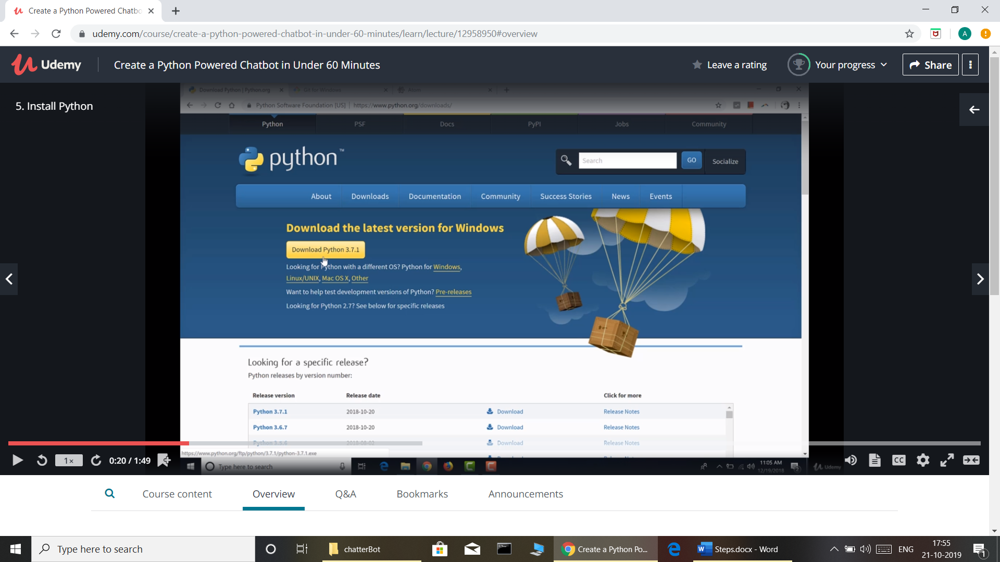 Create a Python Powered Chatbo
udemy.com/course/create-a-python-powered-chatbot-in-under-60-minutes/learn/lecture/12958950#overview
A
Udemy
Create a Python Powered Chatbot in Under 60 Minutes
Leave a rating
Your progress
Share
5. Install Python
Download Python | Python.org
Git for Windows
Atom
Python Software Foundation [US] | https://www.python.org/downloads/
Python PSF Docs PyPI Jobs Community
python™
Search GO Socialize
About Downloads Documentation Community Success Stories News Events
Download the latest version for Windows
Download Python 3.7.1
Looking for Python with a different OS? Python for Windows,
Linux/UNIX, Mac OS X, Other
Want to help test development versions of Python? Pre-releases
Looking for Python 2.7? See below for specific releases
Looking for a specific release?
Python releases by version number:
Release version Release date Click for more
Python 3.7.1 2018-10-20 Download Release Notes
Python 3.6.7 2018-10-20 Download Release Notes
Python 3.5.6 2018-08-02 Download Release Notes
https://www.python.org/ftp/python/3.7.1/python-3.7.1.exe
Type here to search
11:05 AM
12/19/2018
Udemy
1×
0:20 / 1:49
CC
Course content Overview Q&A Bookmarks Announcements
Type here to search
chatterBot
Create a Python Po...
Steps.docx - Word
ENG
17:55
21-10-2019
1